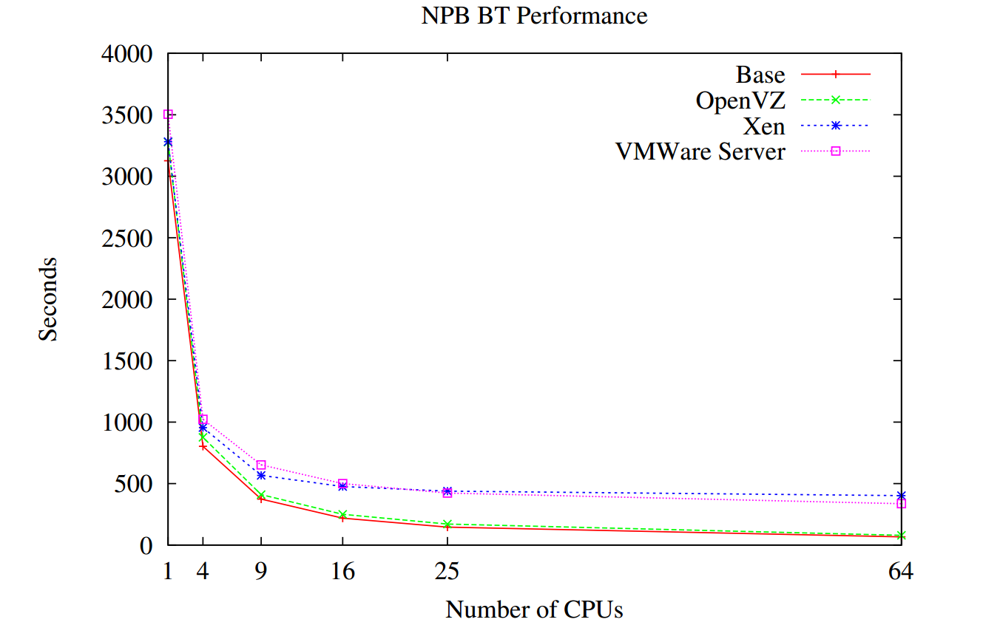 NPB BT Performance
4000
3500
3000
2500
2000
1500
1000
500
0
Seconds
Base
OpenVZ
Xen
VMWare Server
1 4 9 16 25 64
Number of CPUs